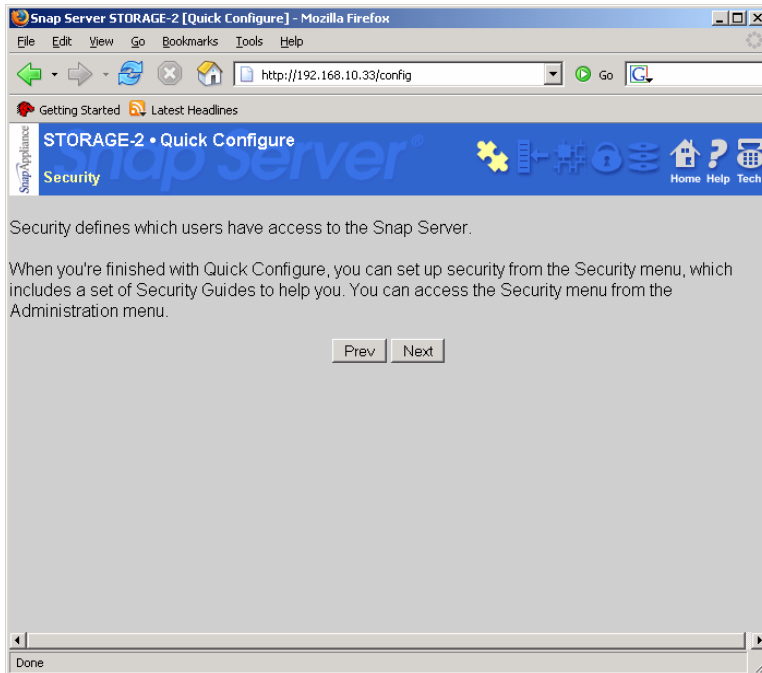 Snap Server STORAGE-2 [Quick Configure] - Mozilla Firefox
File Edit View Go Bookmarks Tools Help
http://192.168.10.33/config Go G
Getting Started Latest Headlines
SnapAppliance
STORAGE-2 • Quick Configure
Snap Server®
Security
Home Help Tech
Security defines which users have access to the Snap Server.
When you're finished with Quick Configure, you can set up security from the Security menu, which
includes a set of Security Guides to help you. You can access the Security menu from the
Administration menu.
Prev Next
Done